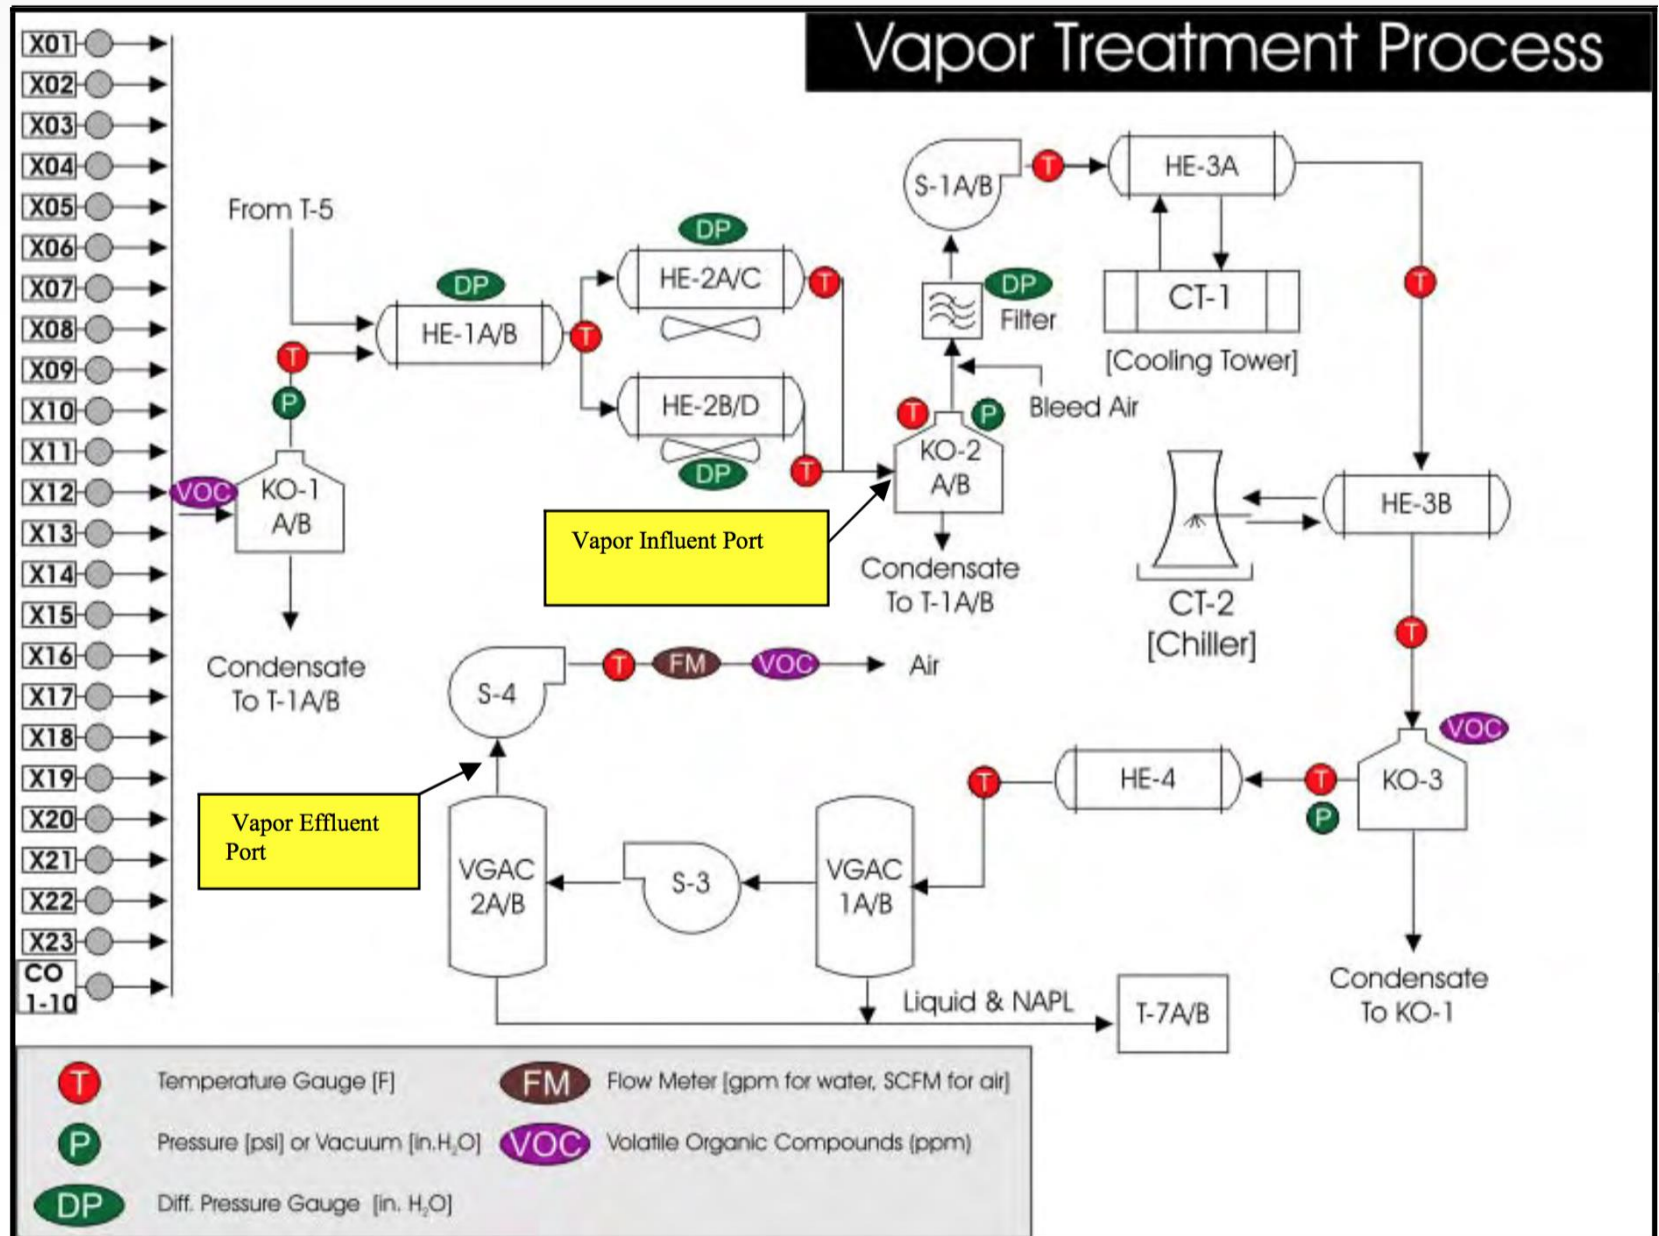 Vapor Treatment Process
X01
X02
X03
X04
X05
X06
X07
X08
X09
X10
X11
X12
X13
X14
X15
X16
X17
X18
X19
X20
X21
X22
X23
CO
1-10
From T-5
T
P
VOC
KO-1
A/B
Condensate
To T-1A/B
DP
HE-1A/B
T
DP
HE-2A/C
T
HE-2B/D
DP
T
Vapor Influent Port
T
P
KO-2
A/B
Condensate
To T-1A/B
Bleed Air
DP
Filter
S-1A/B
T
HE-3A
CT-1
[Cooling Tower]
T
HE-3B
CT-2
[Chiller]
T
VOC
KO-3
Condensate
To KO-1
T
P
HE-4
T
VGAC
1A/B
S-3
VGAC
2A/B
Liquid & NAPL
T-7A/B
Vapor Effluent
Port
S-4
T
FM
VOC
Air
T Temperature Gauge [F]
P Pressure [psi] or Vacuum [in.H₂O]
DP Diff. Pressure Gauge [in. H₂O]
FM Flow Meter [gpm for water, SCFM for air]
VOC Volatile Organic Compounds (ppm)